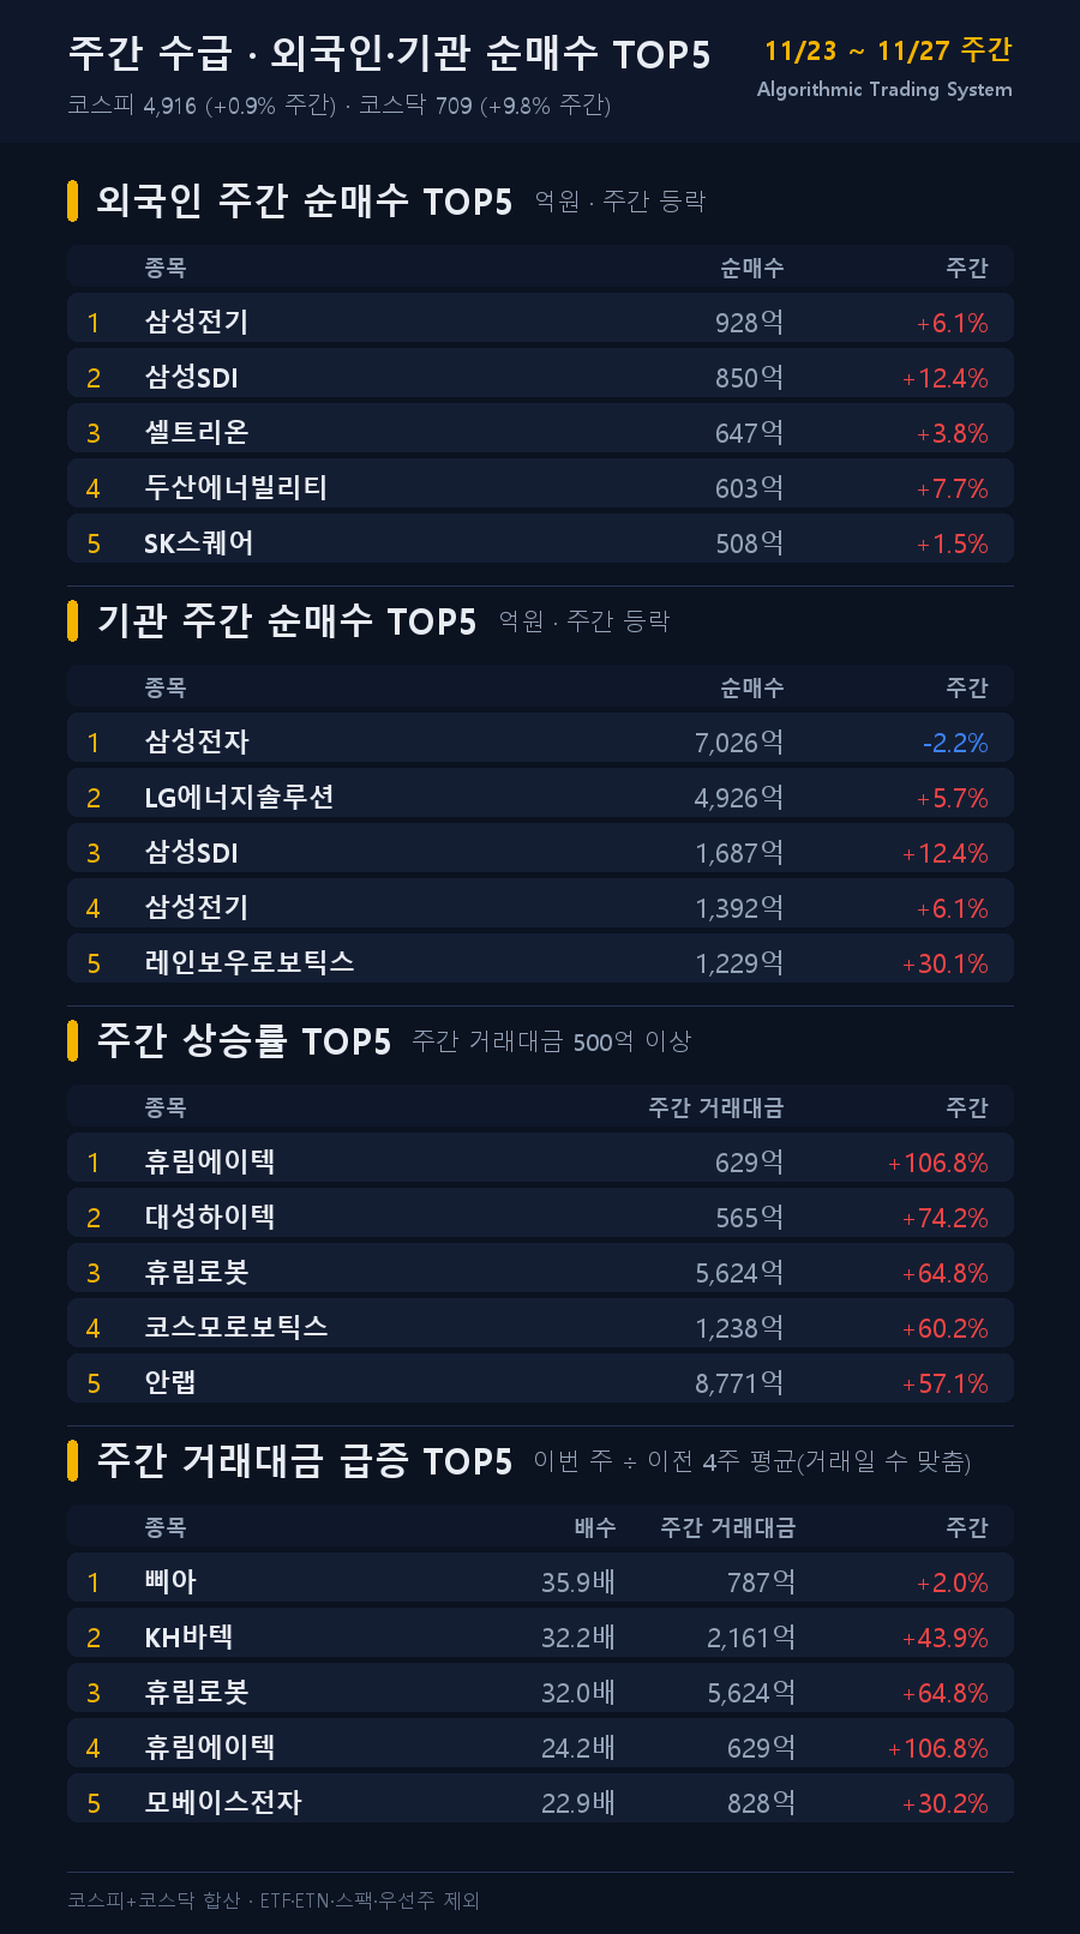 주간 수급 · 외국인·기관 순매수 TOP5
11/23 ~ 11/27 주간
코스피 4,916 (+0.9% 주간) · 코스닥 709 (+9.8% 주간)
Algorithmic Trading System
외국인 주간 순매수 TOP5 억원 · 주간 등락
종목 순매수 주간
1 삼성전기 928억 +6.1%
2 삼성SDI 850억 +12.4%
3 셀트리온 647억 +3.8%
4 두산에너빌리티 603억 +7.7%
5 SK스퀘어 508억 +1.5%
기관 주간 순매수 TOP5 억원 · 주간 등락
종목 순매수 주간
1 삼성전자 7,026억 -2.2%
2 LG에너지솔루션 4,926억 +5.7%
3 삼성SDI 1,687억 +12.4%
4 삼성전기 1,392억 +6.1%
5 레인보우로보틱스 1,229억 +30.1%
주간 상승률 TOP5 주간 거래대금 500억 이상
종목 주간 거래대금 주간
1 휴림에이텍 629억 +106.8%
2 대성하이텍 565억 +74.2%
3 휴림로봇 5,624억 +64.8%
4 코스모로보틱스 1,238억 +60.2%
5 안랩 8,771억 +57.1%
주간 거래대금 급증 TOP5 이번 주 ÷ 이전 4주 평균(거래일 수 맞춤)
종목 배수 주간 거래대금 주간
1 삐아 35.9배 787억 +2.0%
2 KH바텍 32.2배 2,161억 +43.9%
3 휴림로봇 32.0배 5,624억 +64.8%
4 휴림에이텍 24.2배 629억 +106.8%
5 모베이스전자 22.9배 828억 +30.2%
코스피+코스닥 합산 · ETF·ETN·스팩·우선주 제외